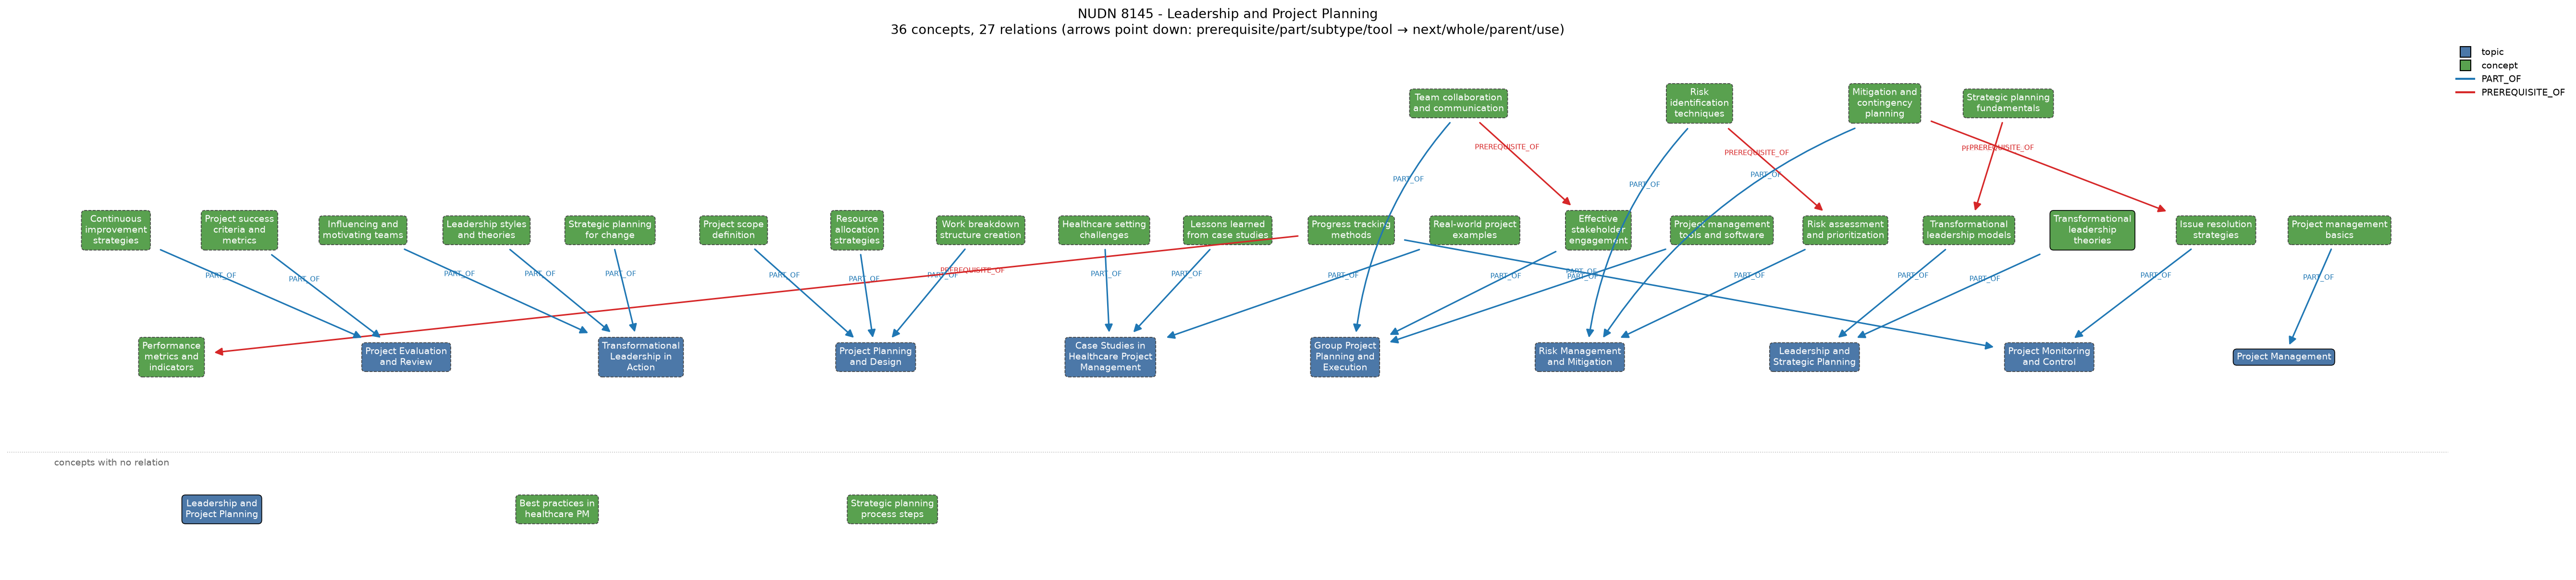 NUDN 8145 - Leadership and Project Planning
36 concepts, 27 relations (arrows point down: prerequisite/part/subtype/tool → next/whole/parent/use)
topic
concept
PART_OF
PREREQUISITE_OF
Team collaboration
and communication
Risk
identification
techniques
Mitigation and
contingency
planning
Strategic planning
fundamentals
PREREQUISITE_OF
PREREQUISITE_OF
PREREQUISITE_OF
PART_OF
PART_OF
PART_OF
Continuous
improvement
strategies
Project success
criteria and
metrics
Influencing and
motivating teams
Leadership styles
and theories
Strategic planning
for change
Project scope
definition
Resource
allocation
strategies
Work breakdown
structure creation
Healthcare setting
challenges
Lessons learned
from case studies
Progress tracking
methods
Real-world project
examples
Effective
stakeholder
engagement
Project management
tools and software
Risk assessment
and prioritization
Transformational
leadership models
Transformational
leadership
theories
Issue resolution
strategies
Project management
basics
PART_OF
PART_OF
PART_OF
PART_OF
PART_OF
PART_OF
PART_OF
PART_OF
PREREQUISITE_OF
PART_OF
PART_OF
PART_OF
PART_OF
PART_OF
PART_OF
PART_OF
PART_OF
PART_OF
PART_OF
PART_OF
Performance
metrics and
indicators
Project Evaluation
and Review
Transformational
Leadership in
Action
Project Planning
and Design
Case Studies in
Healthcare Project
Management
Group Project
Planning and
Execution
Risk Management
and Mitigation
Leadership and
Strategic Planning
Project Monitoring
and Control
Project Management
concepts with no relation
Leadership and
Project Planning
Best practices in
healthcare PM
Strategic planning
process steps